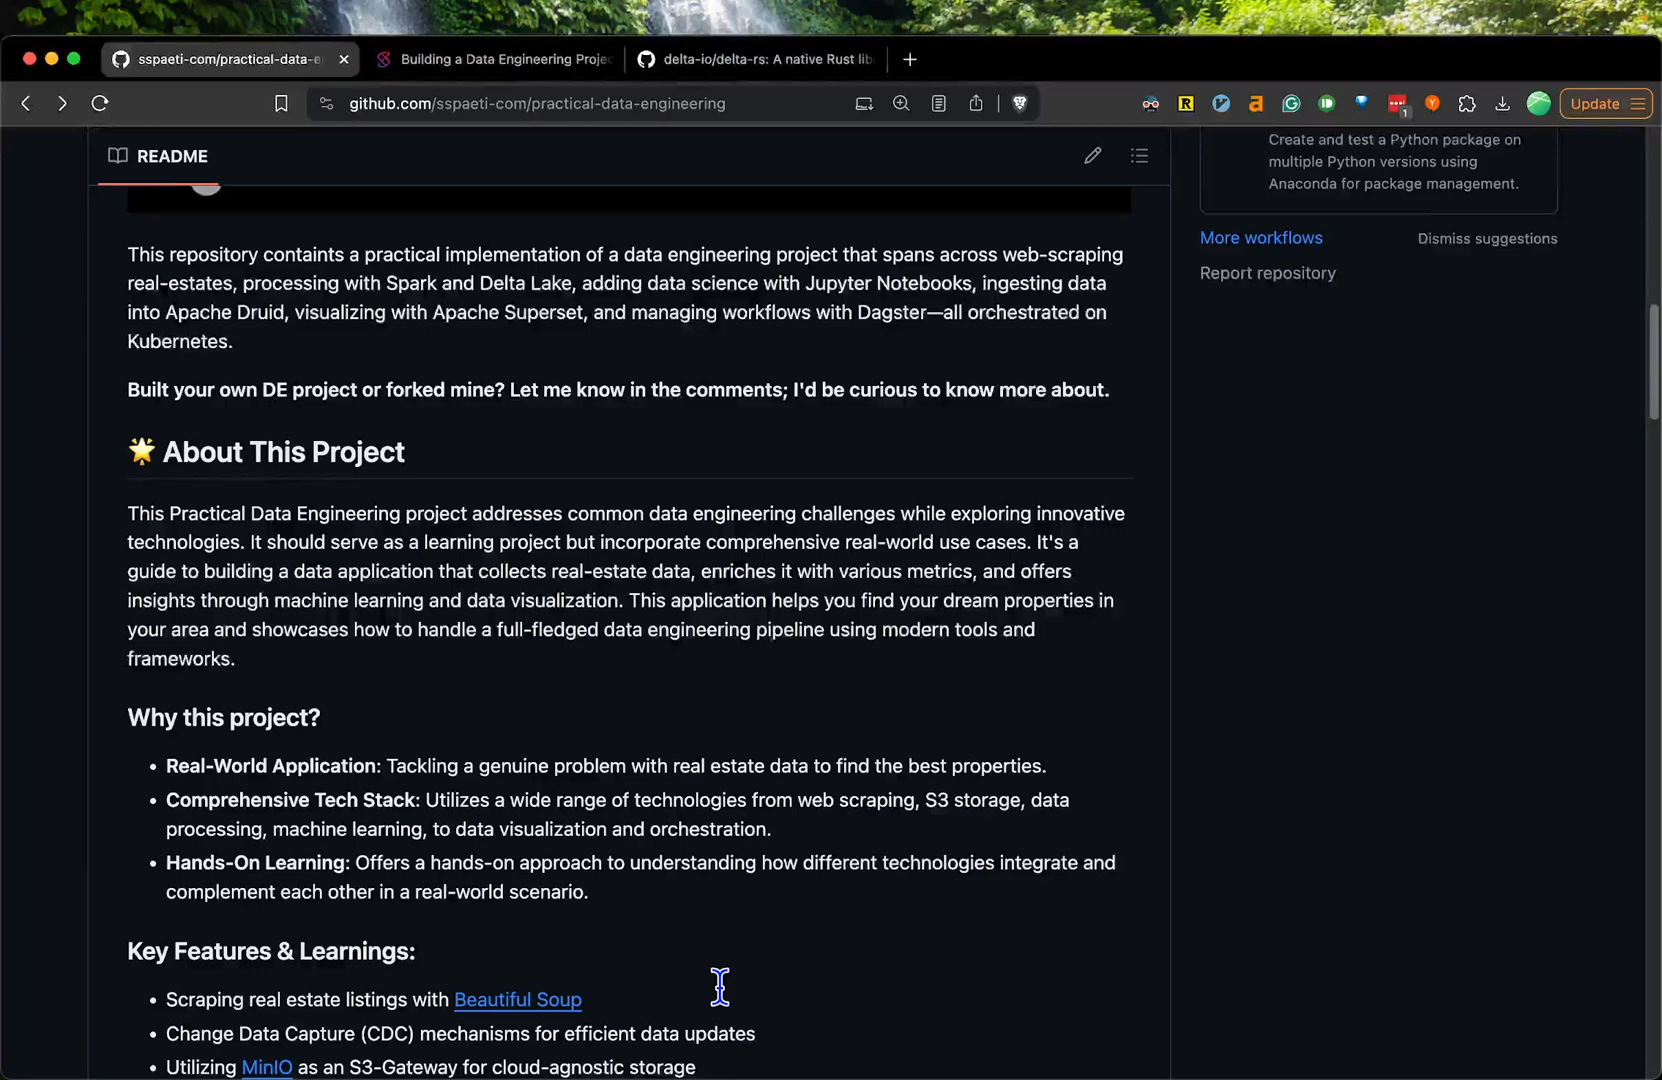 sspaeti-com/practical-data-e
Building a Data Engineering Projec
delta-io/delta-rs: A native Rust lib
github.com/sspaeti-com/practical-data-engineering
Update
1
README
Create and test a Python package on
multiple Python versions using
Anaconda for package management.
More workflows
Dismiss suggestions
Report repository
This repository containts a practical implementation of a data engineering project that spans across web-scraping
real-estates, processing with Spark and Delta Lake, adding data science with Jupyter Notebooks, ingesting data
into Apache Druid, visualizing with Apache Superset, and managing workflows with Dagster—all orchestrated on
Kubernetes.
Built your own DE project or forked mine? Let me know in the comments; I'd be curious to know more about.
🌟 About This Project
This Practical Data Engineering project addresses common data engineering challenges while exploring innovative
technologies. It should serve as a learning project but incorporate comprehensive real-world use cases. It's a
guide to building a data application that collects real-estate data, enriches it with various metrics, and offers
insights through machine learning and data visualization. This application helps you find your dream properties in
your area and showcases how to handle a full-fledged data engineering pipeline using modern tools and
frameworks.
Why this project?
• Real-World Application: Tackling a genuine problem with real estate data to find the best properties.
• Comprehensive Tech Stack: Utilizes a wide range of technologies from web scraping, S3 storage, data
processing, machine learning, to data visualization and orchestration.
• Hands-On Learning: Offers a hands-on approach to understanding how different technologies integrate and
complement each other in a real-world scenario.
Key Features & Learnings:
• Scraping real estate listings with Beautiful Soup
• Change Data Capture (CDC) mechanisms for efficient data updates
• Utilizing MinIO as an S3-Gateway for cloud-agnostic storage